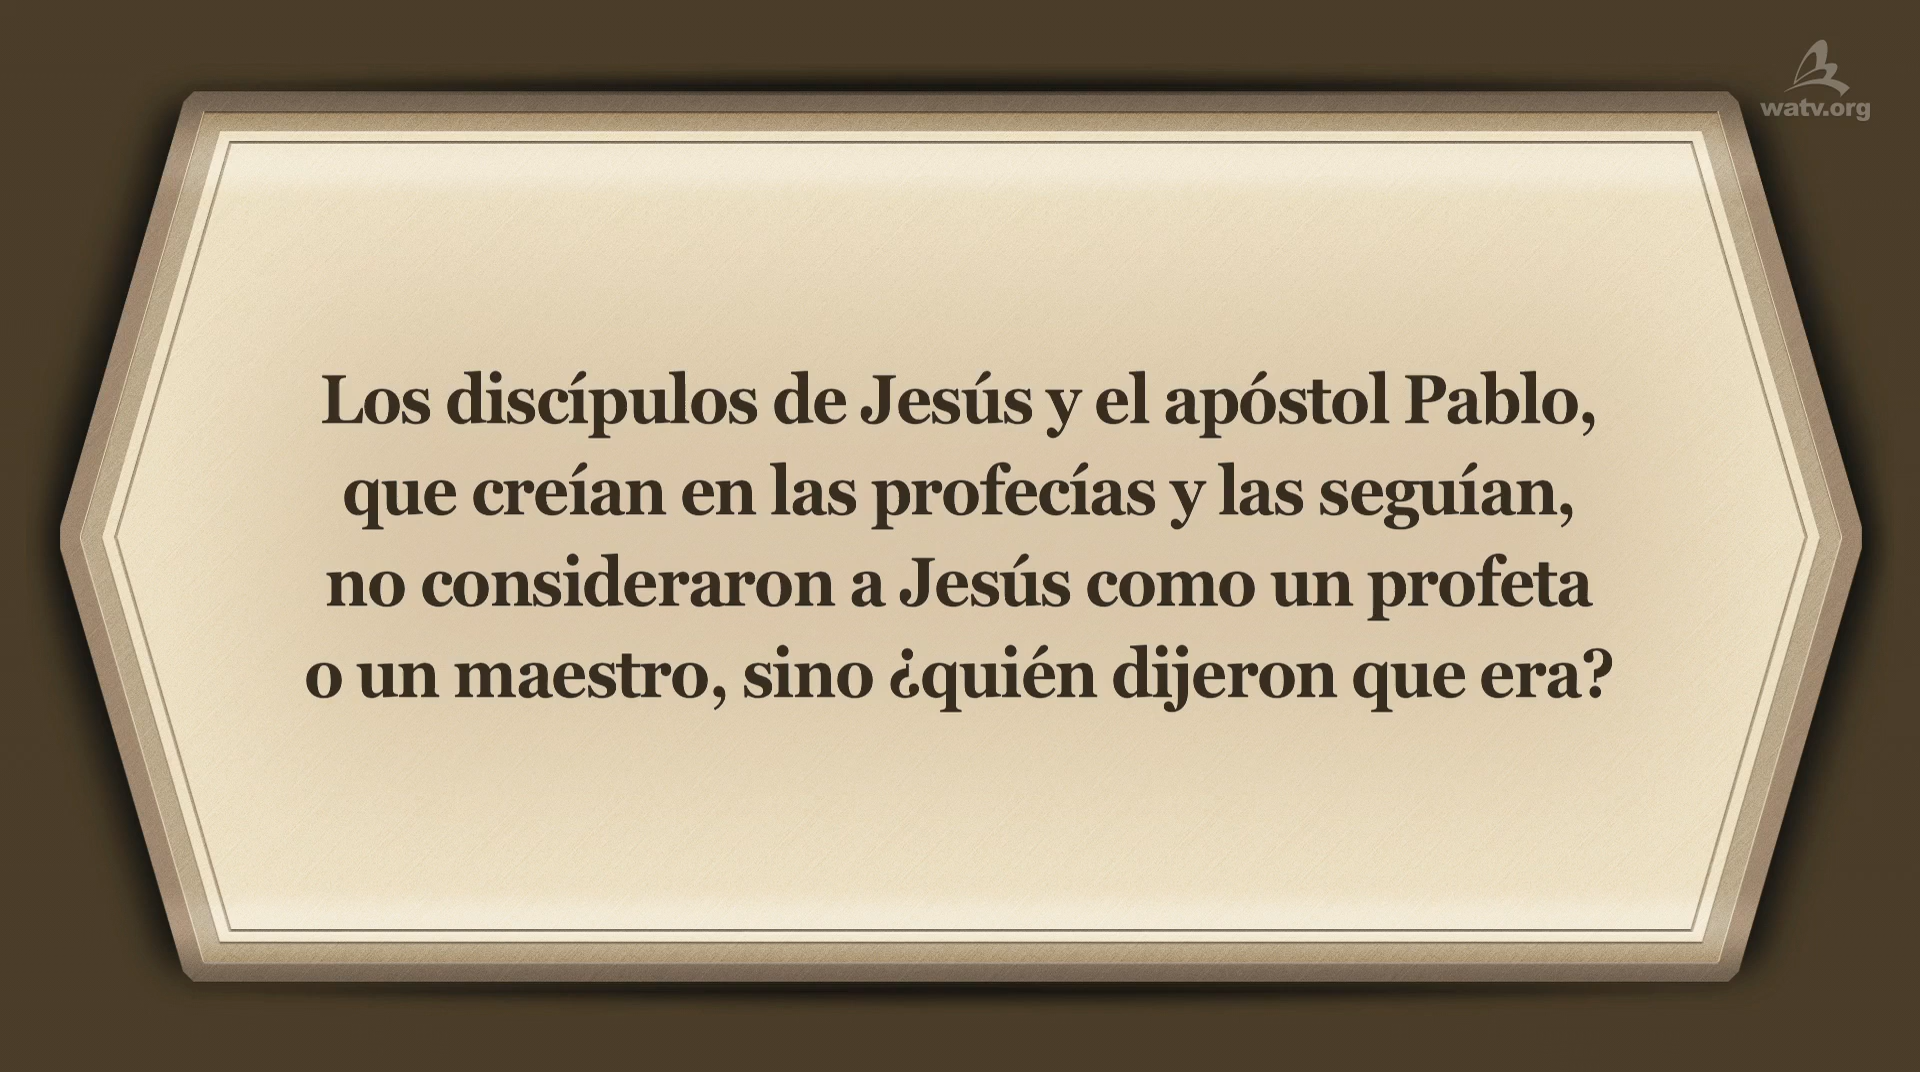 watv.org
Los discípulos de Jesús y el apóstol Pablo,
que creían en las profecías y las seguían,
no consideraron a Jesús como un profeta
o un maestro, sino ¿quién dijeron que era?